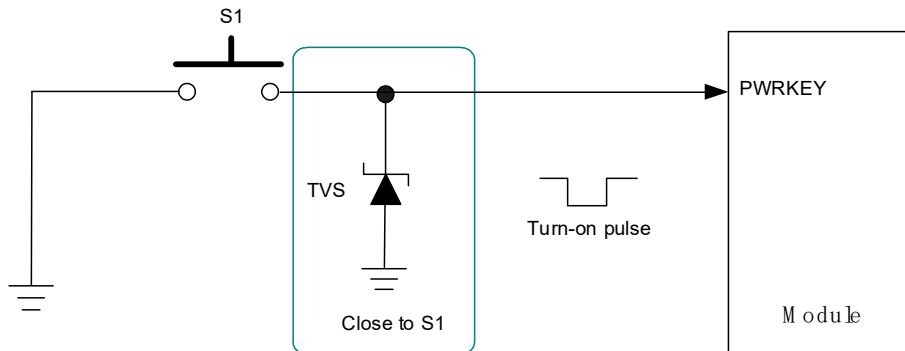 S1
PWRKEY
TVS
Turn-on pulse
Close to S1
Module